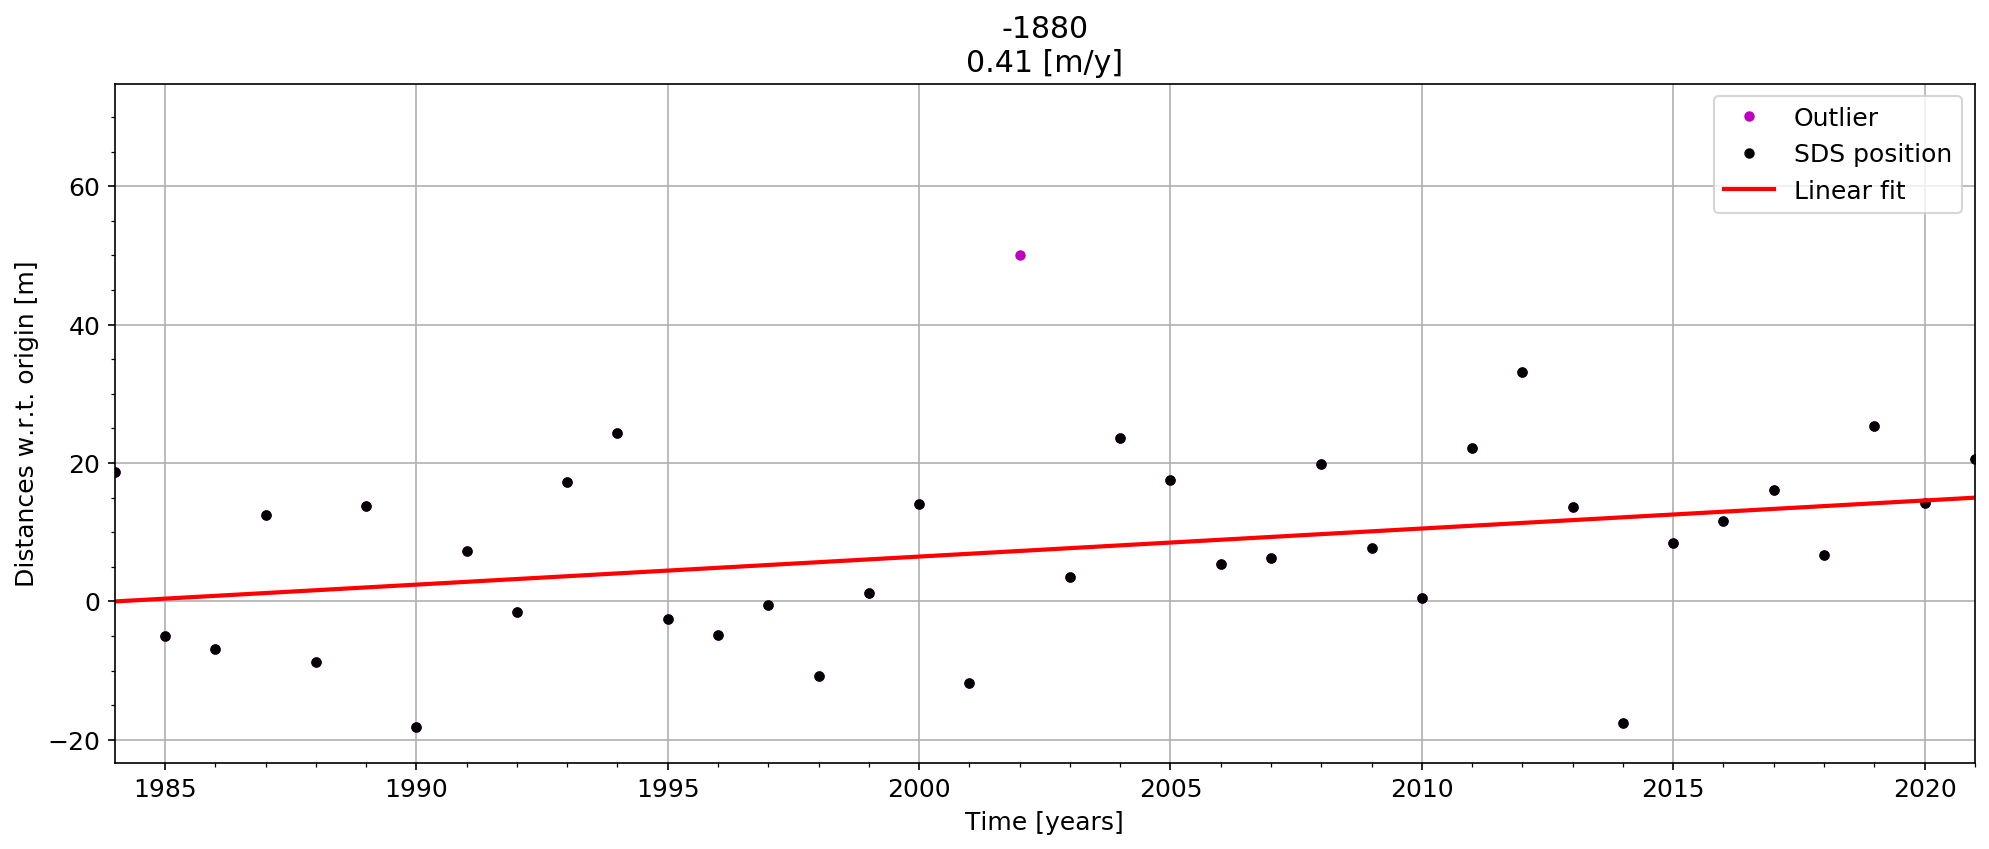 -1880
0.41 [m/y]
Outlier
SDS position
Linear fit
Distances w.r.t. origin [m]
60
40
20
0
−20
1985 1990 1995 2000 2005 2010 2015 2020
Time [years]